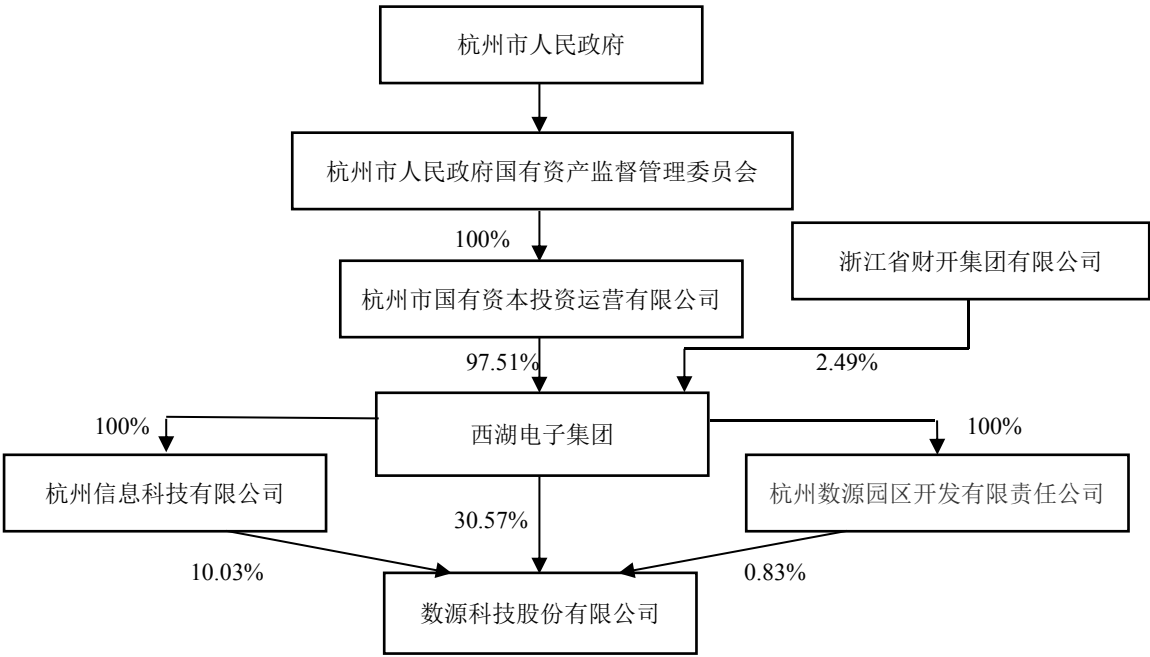 杭州市人民政府
杭州市人民政府国有资产监督管理委员会
100%
浙江省财开集团有限公司
杭州市国有资本投资运营有限公司
97.51%
2.49%
西湖电子集团
100%
100%
杭州信息科技有限公司
杭州数源园区开发有限责任公司
30.57%
10.03%
0.83%
数源科技股份有限公司